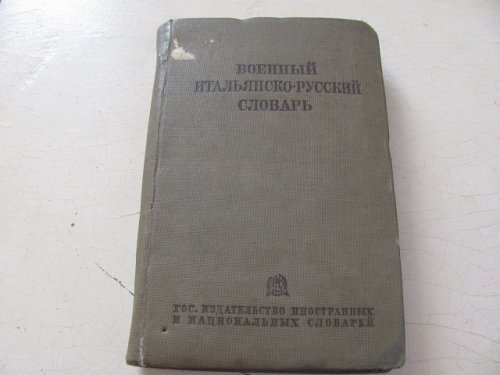 ВОЕННЫЙ
ИТАЛЬЯНСКО-РУССКИЙ
СЛОВАРЬ
ГОС. ИЗДАТЕЛЬСТВО ИНОСТРАННЫХ
И НАЦИОНАЛЬНЫХ СЛОВАРЕЙ